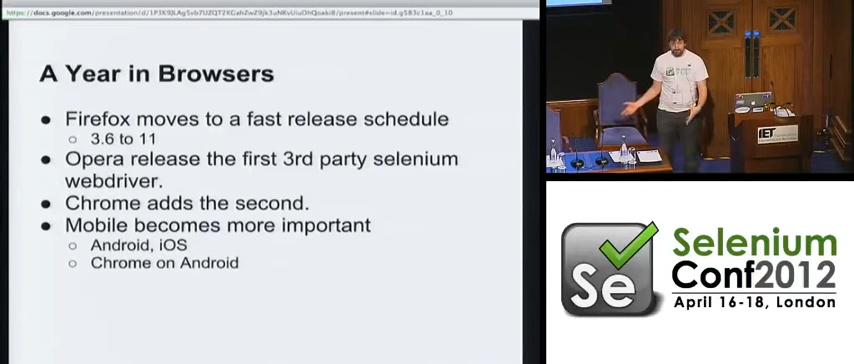 A Year in Browsers
● Firefox moves to a fast release schedule
○ 3.6 to 11
● Opera release the first 3rd party selenium
webdriver.
● Chrome adds the second.
● Mobile becomes more important
○ Android, iOS
○ Chrome on Android
IET
Se
Selenium
Conf2012
April 16-18, London